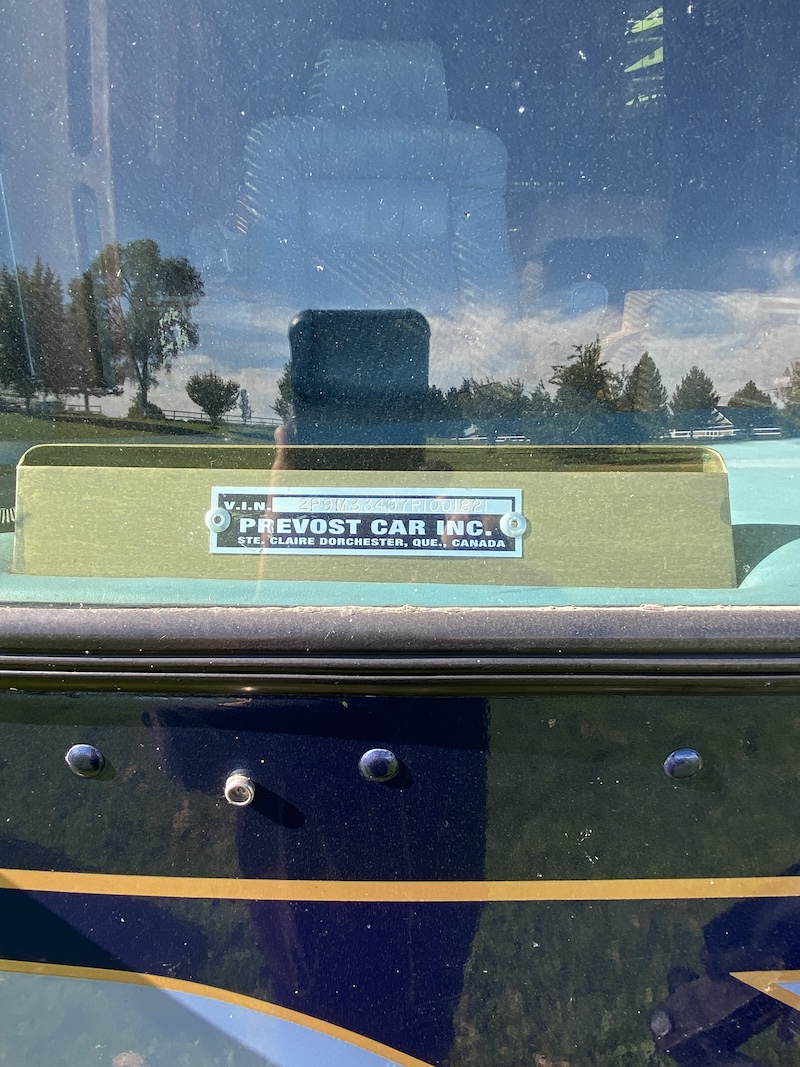 V.I.N.
PREVOST CAR INC.
STE. CLAIRE DORCHESTER, QUE., CANADA